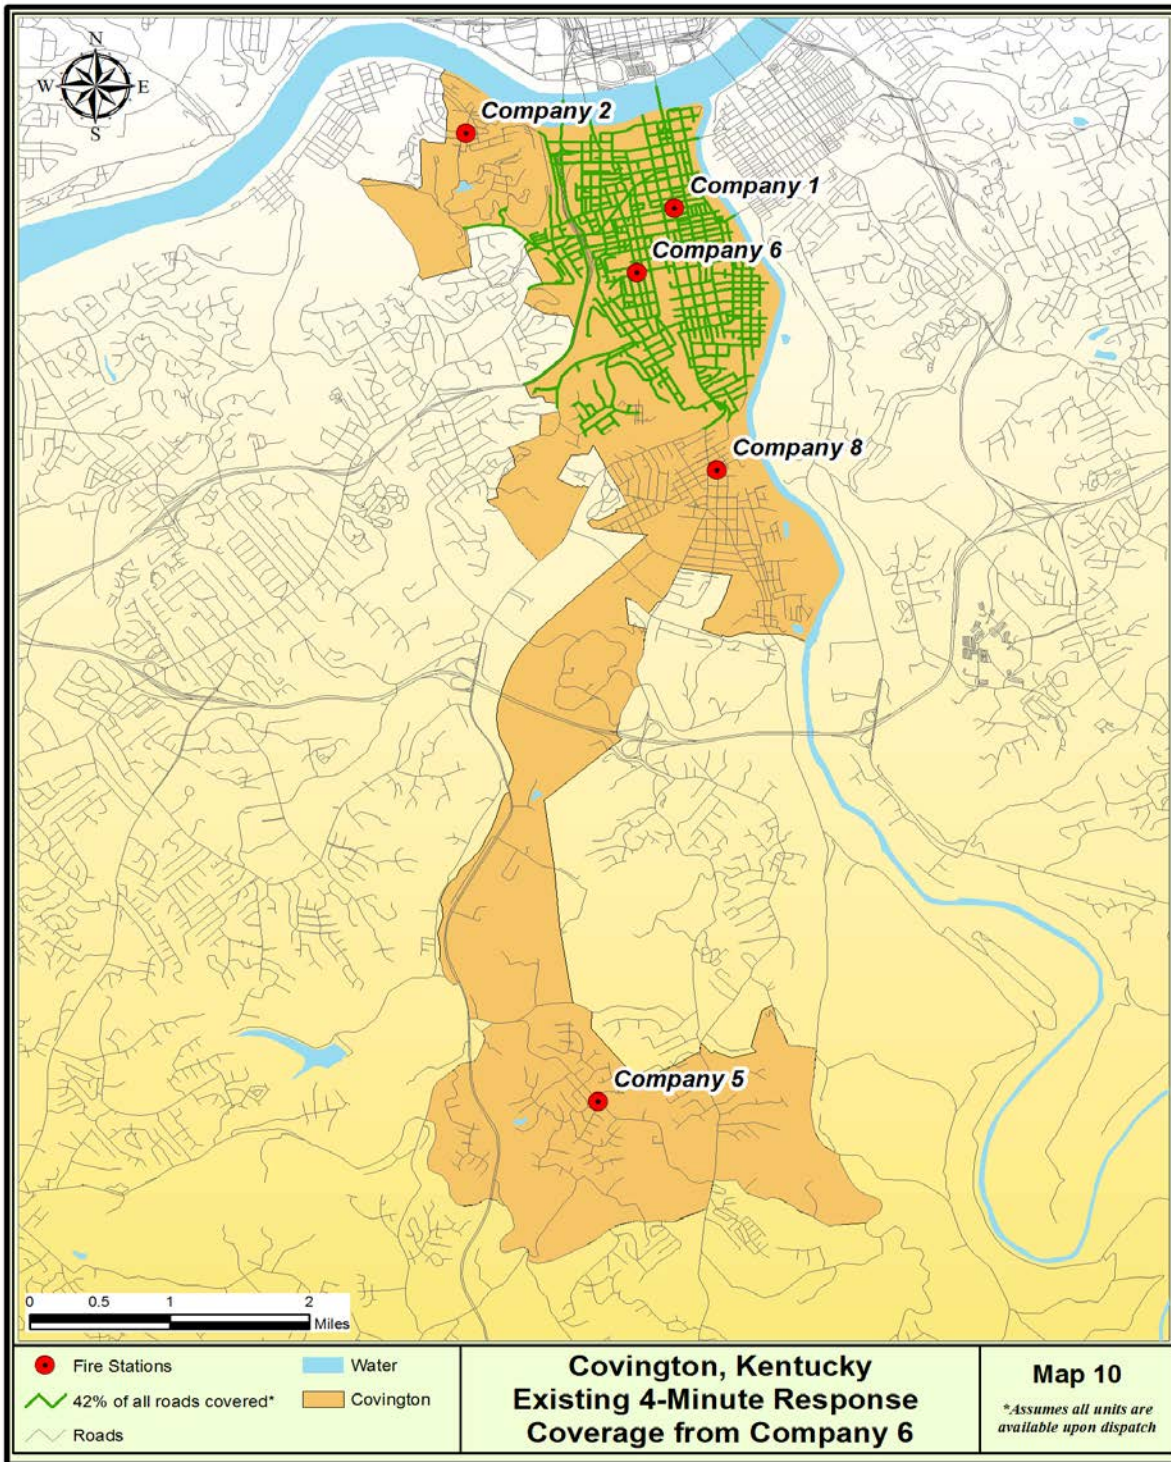 N
W E
S
Company 2
Company 1
Company 6
Company 8
Company 5
0 0.5 1 2
Miles
Fire Stations
42% of all roads covered*
Roads
Water
Covington
Covington, Kentucky
Existing 4-Minute Response
Coverage from Company 6
Map 10
*Assumes all units are
available upon dispatch